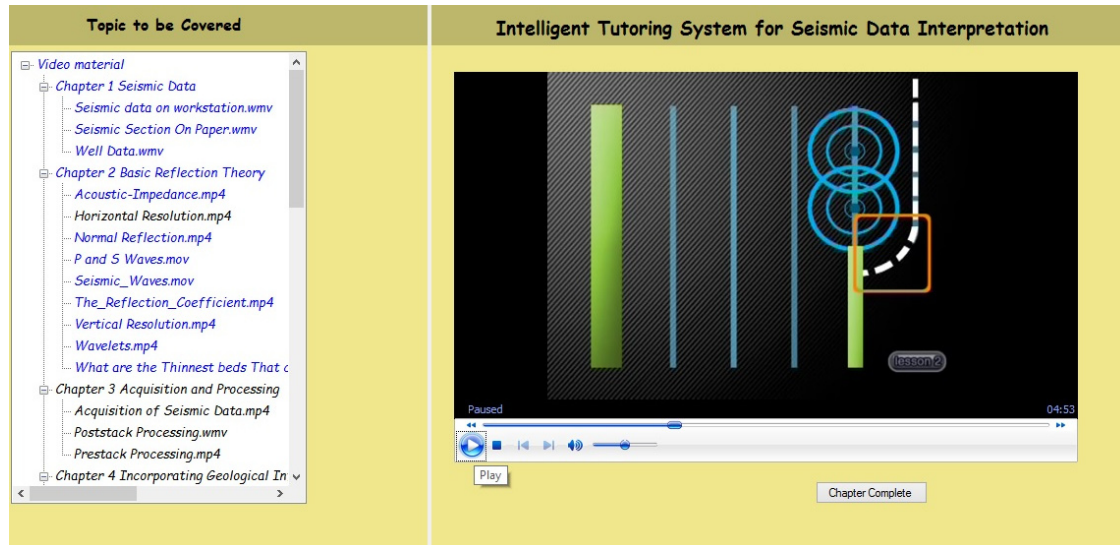 Topic to be Covered
Video material
Chapter 1 Seismic Data
Seismic data on workstation.wmv
Seismic Section On Paper.wmv
Well Data.wmv
Chapter 2 Basic Reflection Theory
Acoustic-Impedance.mp4
Horizontal Resolution.mp4
Normal Reflection.mp4
P and S Waves.mov
Seismic_Waves.mov
The_Reflection_Coefficient.mp4
Vertical Resolution.mp4
Wavelets.mp4
What are the Thinnest beds That c
Chapter 3 Acquisition and Processing
Acquisition of Seismic Data.mp4
Poststack Processing.wmv
Prestack Processing.mp4
Chapter 4 Incorporating Geological In
Intelligent Tutoring System for Seismic Data Interpretation
lesson 2
Paused 04:53
Play
Chapter Complete